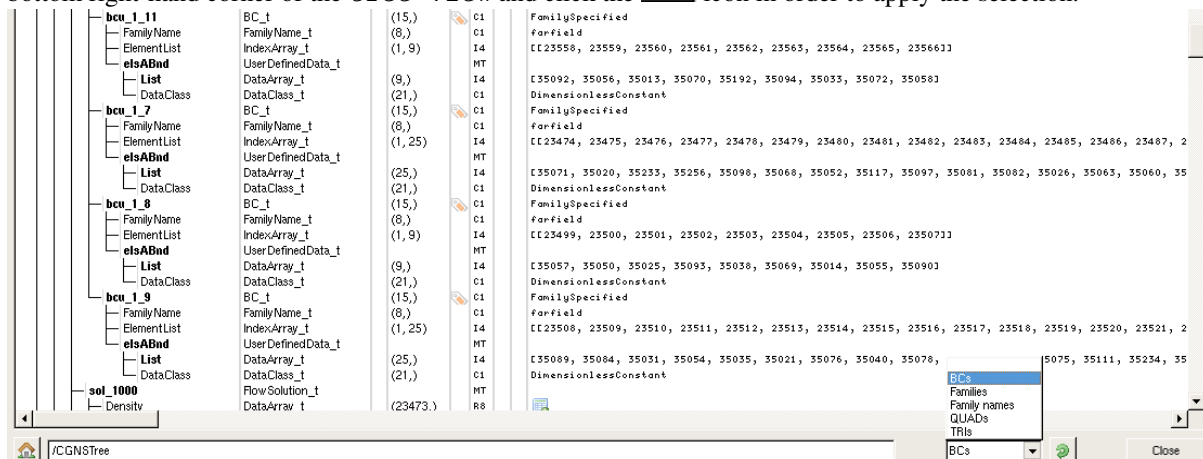 bottom right-hand corner of the CGNS view and click the icon in order to apply the selection.
bcu_1_11 BC_t (15,) C1 FamilySpecified
FamilyName FamilyName_t (8,) C1 farfield
ElementList IndexArray_t (1, 9) I4 [[23558, 23559, 23560, 23561, 23562, 23563, 23564, 23565, 23566]]
elsABnd UserDefinedData_t MT
List DataArray_t (9,) I4 [35092, 35056, 35013, 35070, 35192, 35094, 35033, 35072, 35058]
DataClass DataClass_t (21,) C1 DimensionlessConstant
bcu_1_7 BC_t (15,) C1 FamilySpecified
FamilyName FamilyName_t (8,) C1 farfield
ElementList IndexArray_t (1, 25) I4 [[23474, 23475, 23476, 23477, 23478, 23479, 23480, 23481, 23482, 23483, 23484, 23485, 23486, 23487, 2
elsABnd UserDefinedData_t MT
List DataArray_t (25,) I4 [35071, 35020, 35233, 35256, 35098, 35068, 35052, 35117, 35097, 35081, 35082, 35026, 35063, 35060, 35
DataClass DataClass_t (21,) C1 DimensionlessConstant
bcu_1_8 BC_t (15,) C1 FamilySpecified
FamilyName FamilyName_t (8,) C1 farfield
ElementList IndexArray_t (1, 9) I4 [[23499, 23500, 23501, 23502, 23503, 23504, 23505, 23506, 23507]]
elsABnd UserDefinedData_t MT
List DataArray_t (9,) I4 [35057, 35050, 35025, 35093, 35038, 35069, 35014, 35055, 35090]
DataClass DataClass_t (21,) C1 DimensionlessConstant
bcu_1_9 BC_t (15,) C1 FamilySpecified
FamilyName FamilyName_t (8,) C1 farfield
ElementList IndexArray_t (1, 25) I4 [[23508, 23509, 23510, 23511, 23512, 23513, 23514, 23515, 23516, 23517, 23518, 23519, 23520, 23521, 2
elsABnd UserDefinedData_t MT
List DataArray_t (25,) I4 [35089, 35084, 35031, 35054, 35035, 35021, 35076, 35040, 35078, 5075, 35111, 35234, 35
DataClass DataClass_t (21,) C1 DimensionlessConstant
sol_1000 FlowSolution_t MT
Density DataArray_t (23473,) R8
BCs
Families
Family names
QUADs
TRIs
/CGNSTree BCs Close